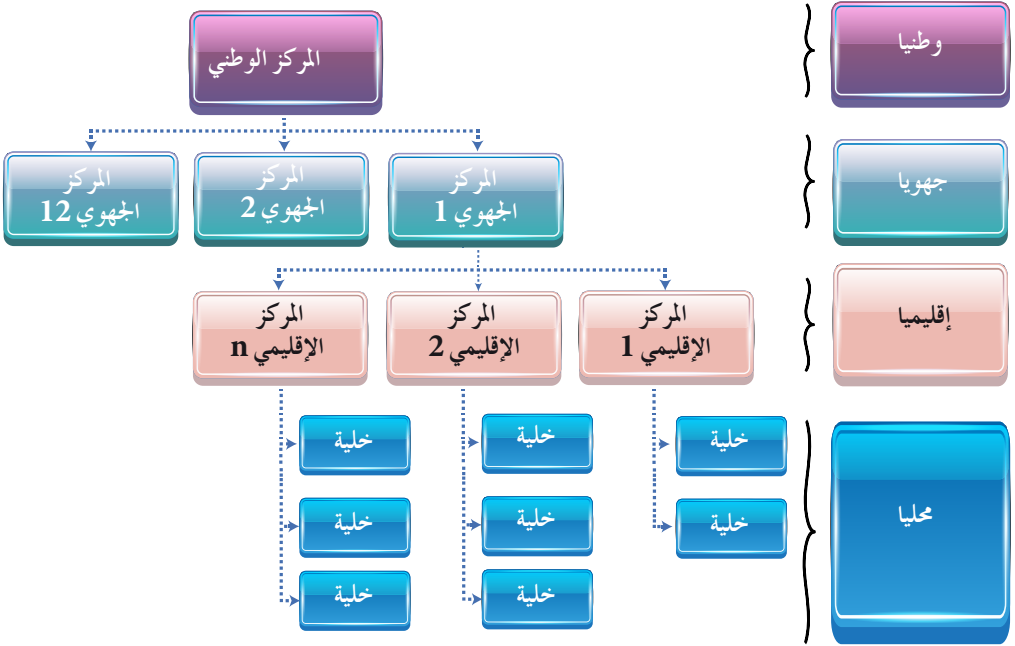 وطنيا
المركز الوطني
جهويا
المركز
الجهوي 1
المركز
الجهوي 2
المركز
الجهوي 12
إقليميا
المركز
الإقليمي 1
المركز
الإقليمي 2
المركز
الإقليمي n
محليا
خلية
خلية
خلية
خلية
خلية
خلية
خلية
خلية